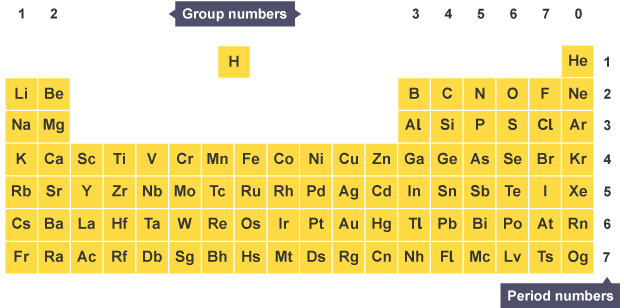 1 2 Group numbers 3 4 5 6 7 0
H He 1
Li Be B C N O F Ne 2
Na Mg Al Si P S Cl Ar 3
K Ca Sc Ti V Cr Mn Fe Co Ni Cu Zn Ga Ge As Se Br Kr 4
Rb Sr Y Zr Nb Mo Tc Ru Rh Pd Ag Cd In Sn Sb Te I Xe 5
Cs Ba La Hf Ta W Re Os Ir Pt Au Hg Tl Pb Bi Po At Rn 6
Fr Ra Ac Rf Db Sg Bh Hs Mt Ds Rg Cn Nh Fl Mc Lv Ts Og 7
Period numbers